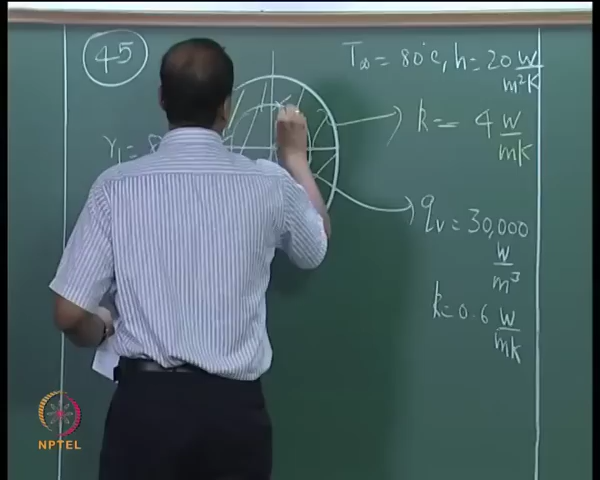 45
T∞ = 80°C, h = 20 W/m²K
k = 4 W/mK
r₁ =
qv = 30,000 W/m³
k = 0.6 W/mK
NPTEL